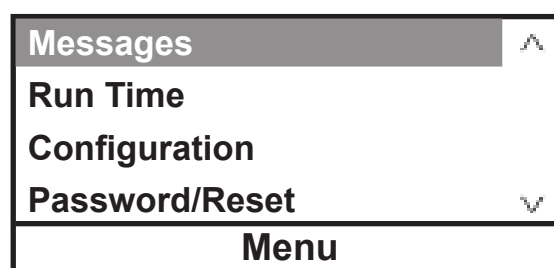 Messages
Run Time
Configuration
Password/Reset
Menu